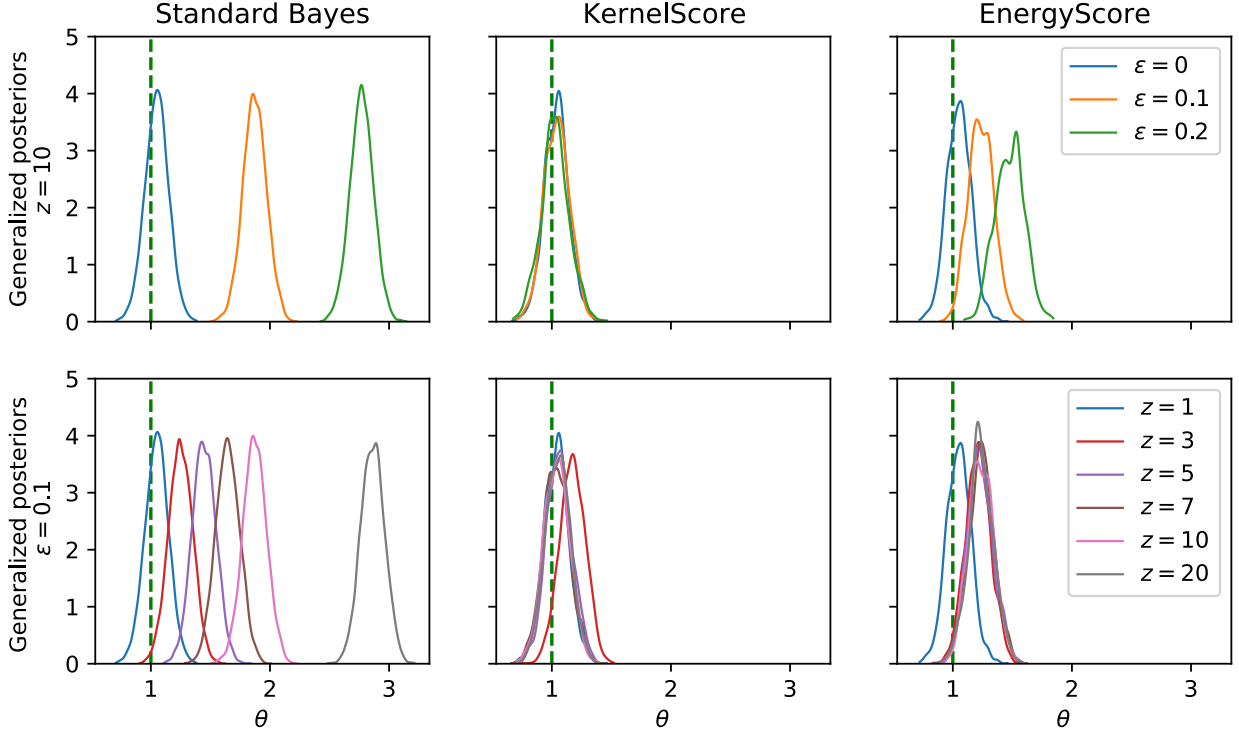 Standard Bayes
KernelScore
EnergyScore
Generalized posteriors
z = 10
5
4
3
2
1
0
ε = 0
ε = 0.1
ε = 0.2
Generalized posteriors
ε = 0.1
5
4
3
2
1
0
1
2
3
θ
1
2
3
θ
z = 1
z = 3
z = 5
z = 7
z = 10
z = 20
1
2
3
θ